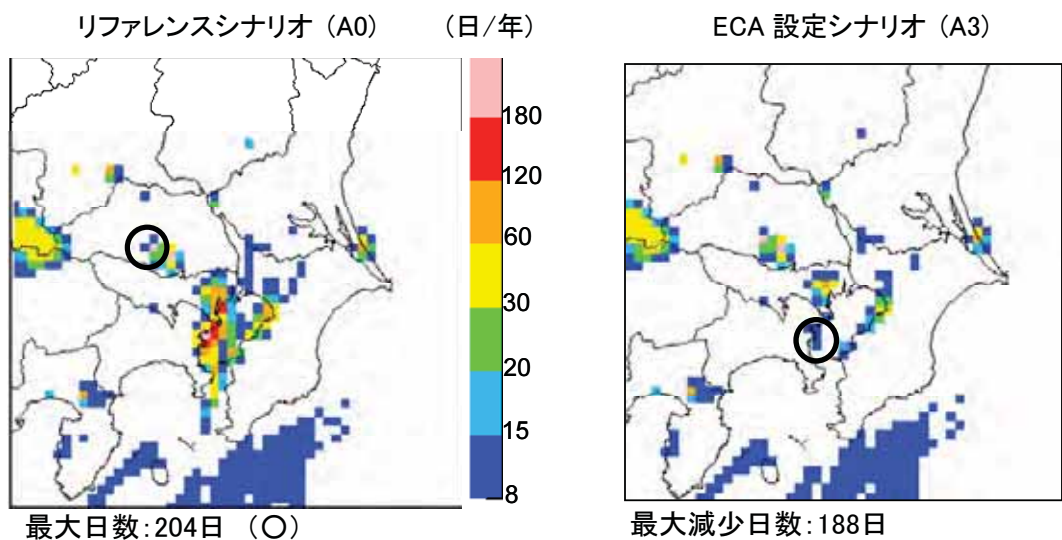 リファレンスシナリオ (A0)
(日/年)
ECA 設定シナリオ (A3)
180
120
60
30
20
15
8
最大日数:204日 (○)
最大減少日数:188日